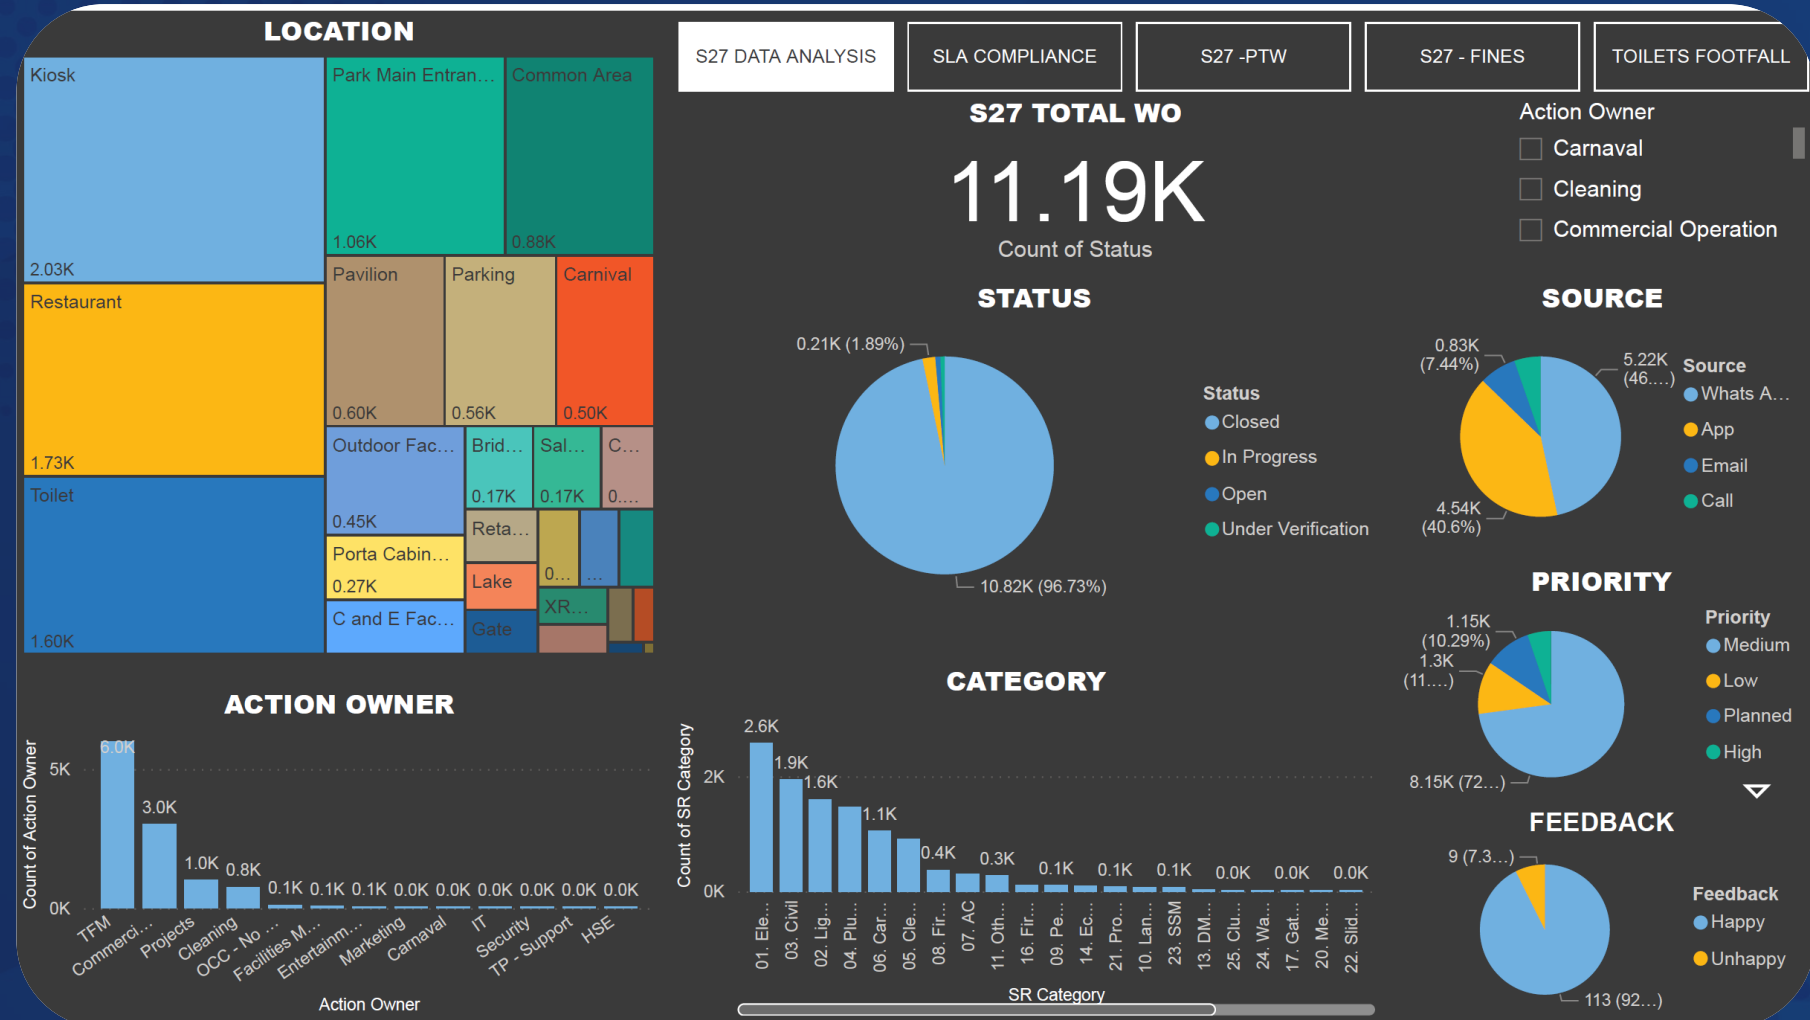 LOCATION
Kiosk
2.03K
Restaurant
1.73K
Toilet
1.60K
Park Main Entran...
1.06K
Common Area
0.88K
Pavilion
0.60K
Parking
0.56K
Carnival
0.50K
Outdoor Fac...
0.45K
Brid...
0.17K
Sal...
0.17K
C...
0....
Porta Cabin...
0.27K
C and E Fac...
Reta...
Lake
Gate
0...
...
XR...
S27 DATA ANALYSIS
SLA COMPLIANCE
S27 -PTW
S27 - FINES
TOILETS FOOTFALL
S27 TOTAL WO
11.19K
Count of Status
Action Owner
Carnaval
Cleaning
Commercial Operation
STATUS
0.21K (1.89%)
10.82K (96.73%)
Status
Closed
In Progress
Open
Under Verification
SOURCE
0.83K
(7.44%)
5.22K
(46....)
4.54K
(40.6%)
Source
Whats A...
App
Email
Call
PRIORITY
1.15K
(10.29%)
1.3K
(11....)
8.15K (72...)
Priority
Medium
Low
Planned
High
FEEDBACK
9 (7.3...)
113 (92...)
Feedback
Happy
Unhappy
ACTION OWNER
Count of Action Owner
5K
0K
6.0K
3.0K
1.0K
0.8K
0.1K
0.1K
0.1K
0.0K
0.0K
0.0K
0.0K
0.0K
0.0K
TFM
Commerci...
Projects
Cleaning
OCC - No ...
Facilities M...
Entertainm...
Marketing
Carnaval
IT
Security
TP - Support
HSE
Action Owner
CATEGORY
Count of SR Category
2K
0K
2.6K
1.9K
1.6K
1.1K
0.4K
0.3K
0.1K
0.1K
0.1K
0.0K
0.0K
0.0K
01. Ele...
03. Civil
02. Lig...
04. Plu...
06. Car...
05. Cle...
08. Fir...
07. AC
11. Oth...
16. Fir...
09. Pe...
14. Ec...
21. Pro...
10. Lan...
23. SSM
13. DM...
25. Clu...
24. Wa...
17. Gat...
20. Me...
22. Slid...
SR Category